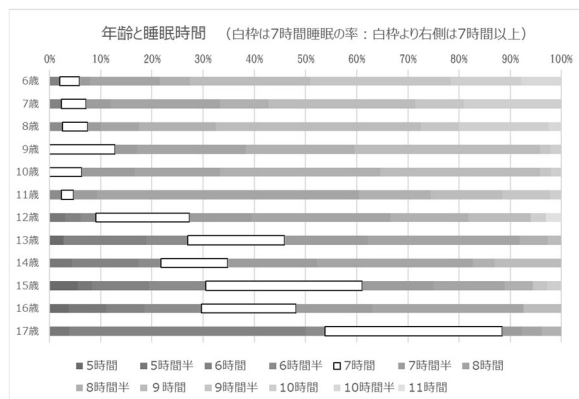 年齢と睡眠時間　（白枠は7時間睡眠の率：白枠より右側は7時間以上）
0% 10% 20% 30% 40% 50% 60% 70% 80% 90% 100%
6歳
7歳
8歳
9歳
10歳
11歳
12歳
13歳
14歳
15歳
16歳
17歳
5時間 5時間半 6時間 6時間半 7時間 7時間半 8時間
8時間半 9時間 9時間半 10時間 10時間半 11時間